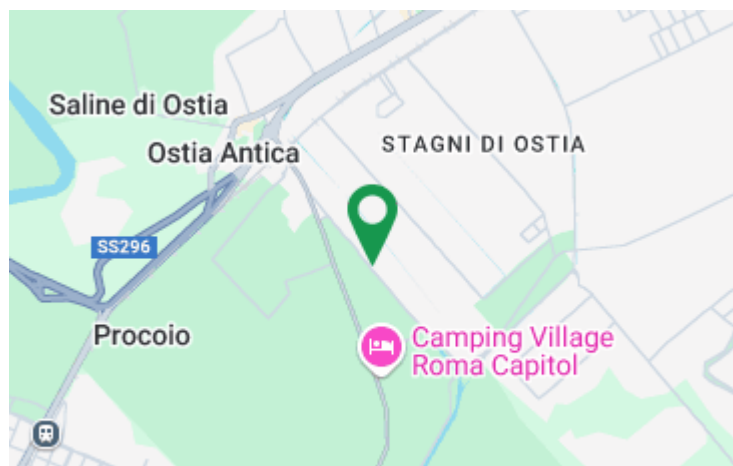 Saline di Ostia
Ostia Antica
STAGNI DI OSTIA
SS296
Procoio
Camping Village
Roma Capitol